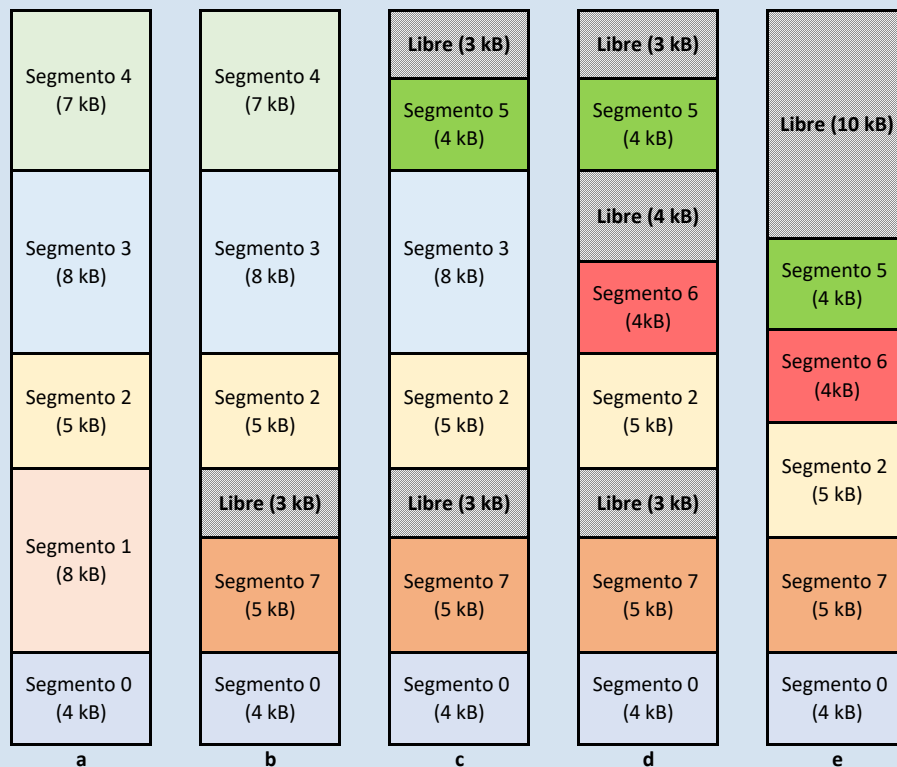 Segmento 4
(7 kB)
Segmento 3
(8 kB)
Segmento 2
(5 kB)
Segmento 1
(8 kB)
Segmento 0
(4 kB)
a
Segmento 4
(7 kB)
Segmento 3
(8 kB)
Segmento 2
(5 kB)
Libre (3 kB)
Segmento 7
(5 kB)
Segmento 0
(4 kB)
b
Libre (3 kB)
Segmento 5
(4 kB)
Segmento 3
(8 kB)
Segmento 2
(5 kB)
Libre (3 kB)
Segmento 7
(5 kB)
Segmento 0
(4 kB)
c
Libre (3 kB)
Segmento 5
(4 kB)
Libre (4 kB)
Segmento 6
(4kB)
Segmento 2
(5 kB)
Libre (3 kB)
Segmento 7
(5 kB)
Segmento 0
(4 kB)
d
Libre (10 kB)
Segmento 5
(4 kB)
Segmento 6
(4kB)
Segmento 2
(5 kB)
Segmento 7
(5 kB)
Segmento 0
(4 kB)
e